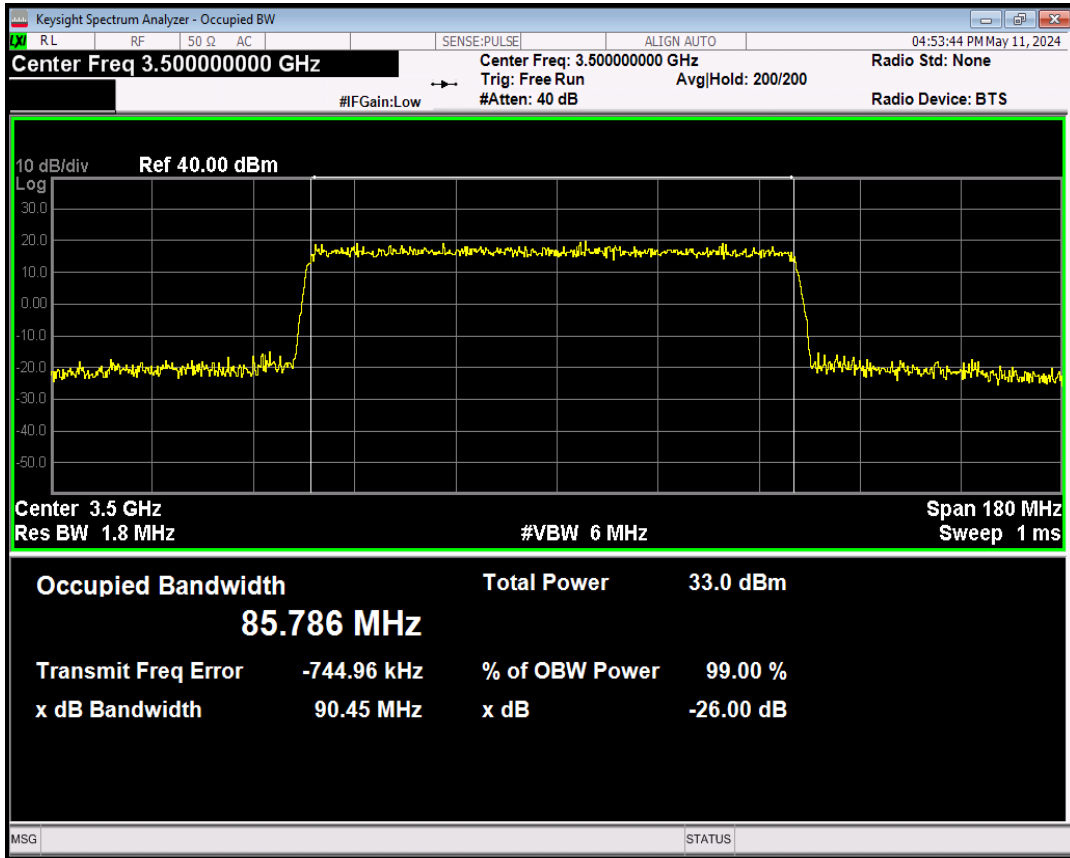 Keysight Spectrum Analyzer - Occupied BW
LXI RL RF 50 Ω AC SENSE:PULSE ALIGN AUTO 04:53:44 PM May 11, 2024
Center Freq 3.500000000 GHz Center Freq: 3.500000000 GHz Radio Std: None
Trig: Free Run Avg|Hold: 200/200
#IFGain:Low #Atten: 40 dB Radio Device: BTS
10 dB/div Ref 40.00 dBm
Log
30.0
20.0
10.0
0.00
-10.0
-20.0
-30.0
-40.0
-50.0
Center 3.5 GHz Span 180 MHz
Res BW 1.8 MHz #VBW 6 MHz Sweep 1 ms
Occupied Bandwidth Total Power 33.0 dBm
85.786 MHz
Transmit Freq Error -744.96 kHz % of OBW Power 99.00 %
x dB Bandwidth 90.45 MHz x dB -26.00 dB
MSG STATUS